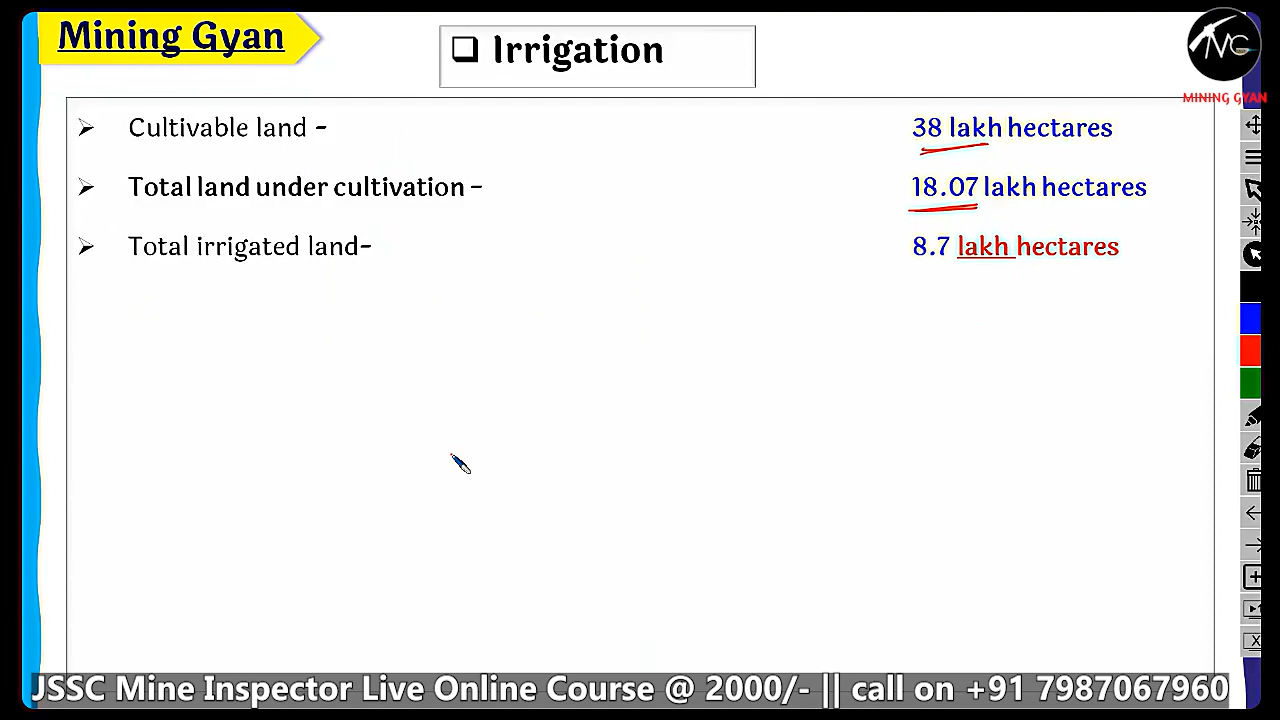 Mining Gyan
❑ Irrigation
MINING GYAN
➢ Cultivable land - 38 lakh hectares
➢ Total land under cultivation - 18.07 lakh hectares
➢ Total irrigated land- 8.7 lakh hectares
JSSC Mine Inspector Live Online Course @ 2000/- || call on +91 7987067960